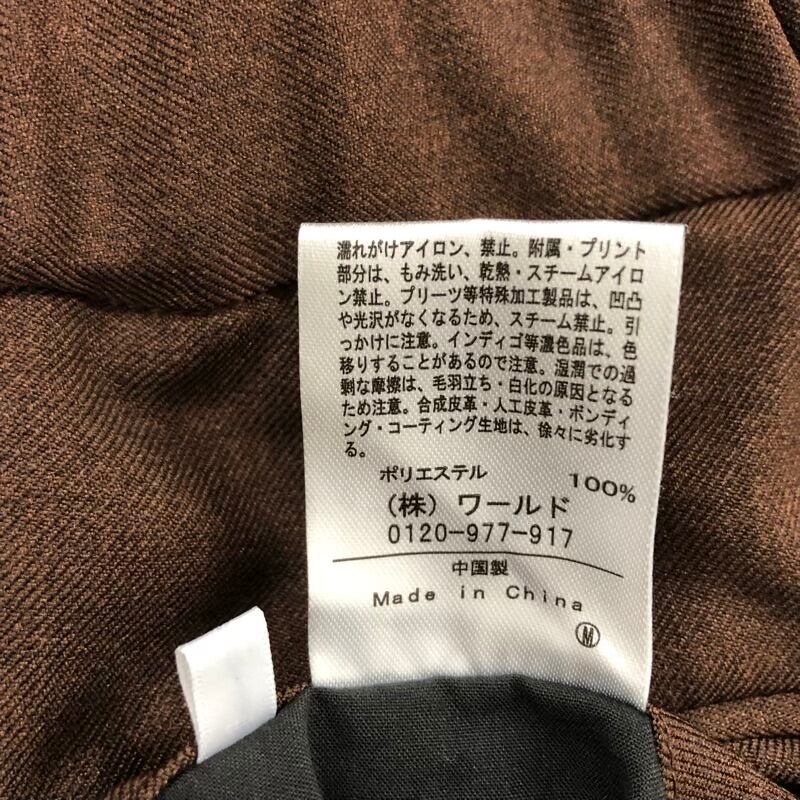 濡れがけアイロン、禁止。附属・プリント
部分は、もみ洗い、乾熱・スチームアイロ
ン禁止。プリーツ等特殊加工製品は、凹凸
や光沢がなくなるため、スチーム禁止。引
っかけに注意。インディゴ等濃色品は、色
移りすることがあるので注意。湿潤での過
剰な摩擦は、毛羽立ち・白化の原因となる
ため注意。合成皮革・人工皮革・ボンディ
ング・コーティング生地は、徐々に劣化す
る。
ポリエステル 100%
(株) ワールド
0120-977-917
中国製
Made in China
M